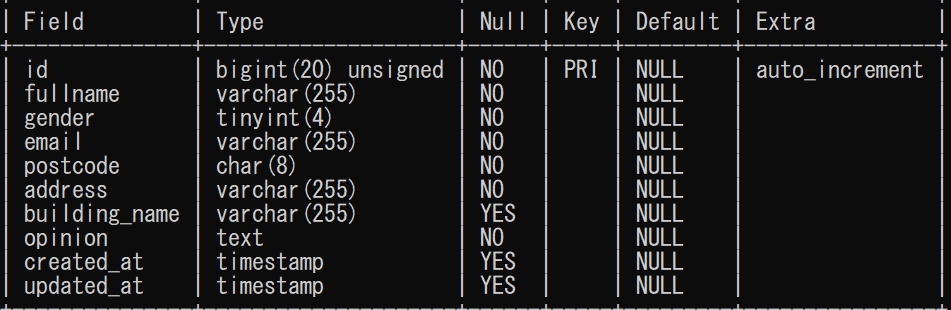 | Field | Type | Null | Key | Default | Extra |
| id | bigint(20) unsigned | NO | PRI | NULL | auto_increment |
| fullname | varchar(255) | NO | | NULL | |
| gender | tinyint(4) | NO | | NULL | |
| email | varchar(255) | NO | | NULL | |
| postcode | char(8) | NO | | NULL | |
| address | varchar(255) | NO | | NULL | |
| building_name | varchar(255) | YES | | NULL | |
| opinion | text | NO | | NULL | |
| created_at | timestamp | YES | | NULL | |
| updated_at | timestamp | YES | | NULL | |